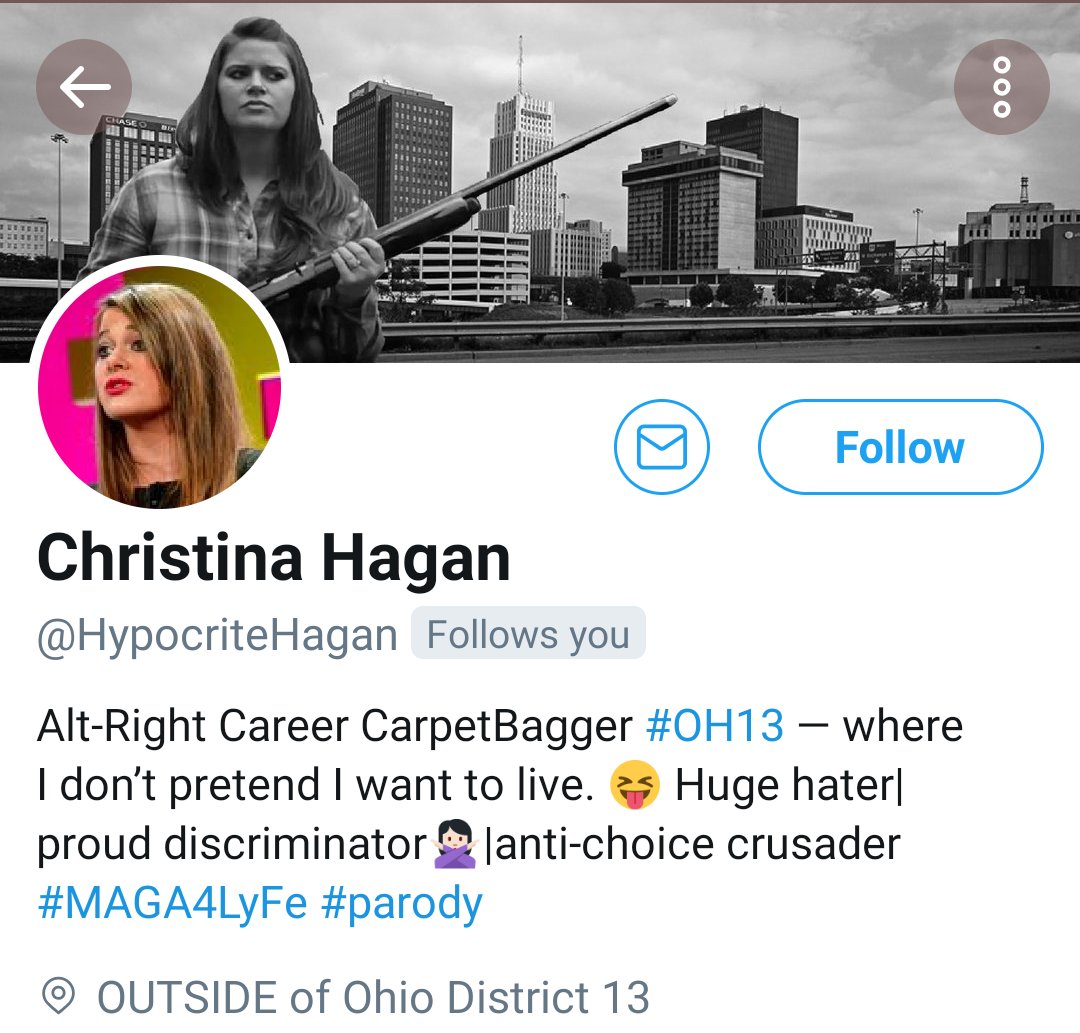 CHASE
Follow
Christina Hagan
@HypocriteHagan Follows you
Alt-Right Career CarpetBagger #OH13 — where
I don’t pretend I want to live. 😝 Huge hater|
proud discriminator🙅🏻‍♀️|anti-choice crusader
#MAGA4LyFe #parody
OUTSIDE of Ohio District 13